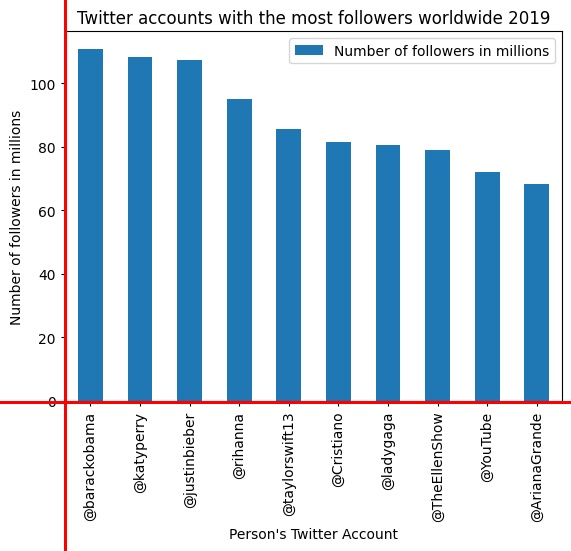 Twitter accounts with the most followers worldwide 2019
Number of followers in millions
Number of followers in millions
100
80
60
40
20
0
@barackobama
@katyperry
@justinbieber
@rihanna
@taylorswift13
@Cristiano
@ladygaga
@TheEllenShow
@YouTube
@ArianaGrande
Person's Twitter Account